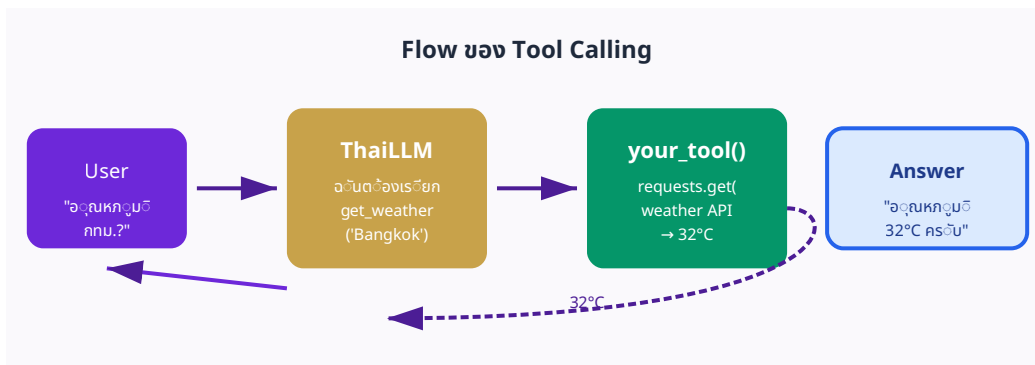 Flow ของ Tool Calling
User
"อุณหภูมิ
กทม.?"
ThaiLLM
ฉันต้องเรียก
get_weather
('Bangkok')
your_tool()
requests.get(
weather API
→ 32°C
Answer
"อุณหภูมิ
32°C ครับ"
32°C